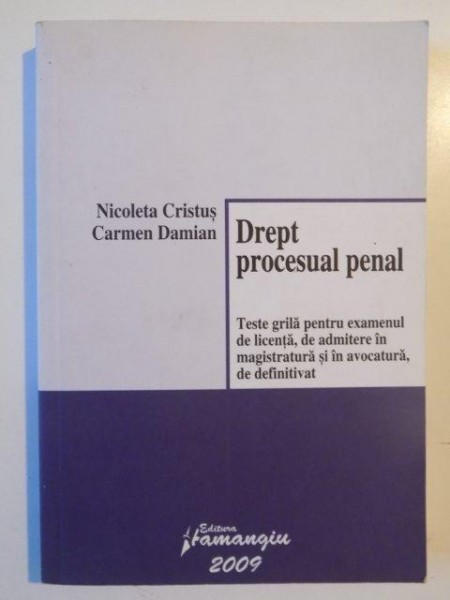 Nicoleta Cristuș
Carmen Damian
Drept
procesual penal
Teste grilă pentru examenul
de licență, de admitere în
magistratură și în avocatură,
de definitivat
Editura
Hamangiu
2009